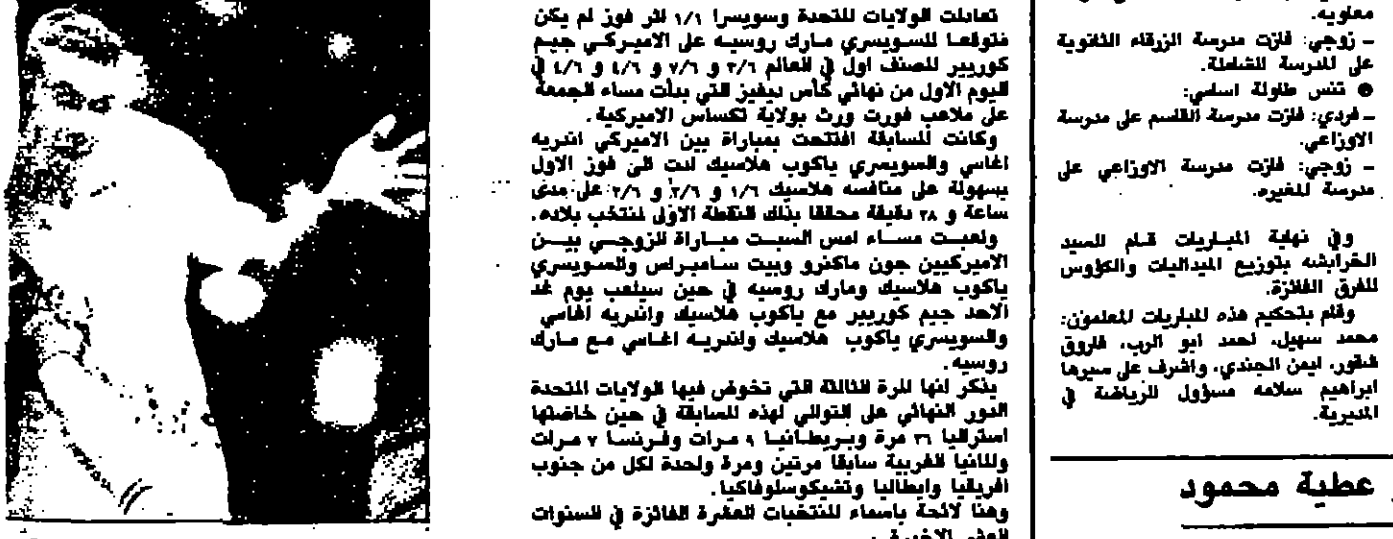 معاويه.
ـ زوجي: فازت مدرسة الزرقاء الثانوية
على المدرسة الشاملة.
● تنس طاولة اساسي:
ـ فردي: فازت مدرسة القاسم على مدرسة
الاوزاعي.
ـ زوجي: فازت مدرسة الاوزاعي على
مدرسة المغيره.
وفي نهاية المباريات قام السيد
الخرابشه بتوزيع الميداليات والكؤوس
للفرق الفائزة.
وقام بتحكيم هذه المباريات المعلمون:
محمد سهيل، احمد ابو الرب، فاروق
شقور، ايمن الجندي، واشرف على سيرها
ابراهيم سلامه مسؤول الرياضة في
المديرية.
عطية محمود
تعادلت الولايات المتحدة وسويسرا ١/١ اثر فوز لم يكن
متوقعا للسويسري مارك روسيه على الاميركي جيم
كوريير المصنف اول في العالم ٣/٦ و ٧/٦ و ٤/٦ و ٤/٦ في
اليوم الاول من نهائي كأس ديفيز التي بدأت مساء الجمعة
على ملاعب فورت ورث بولاية تكساس الاميركية.
وكانت المسابقة افتتحت بمباراة بين الاميركي اندريه
اغاسي والسويسري ياكوب هلاسيك ادت الى فوز الاول
بسهولة على منافسه هلاسيك ١/٦ و ٢/٦ و ٢/٦ على مدى
ساعة و ٣٨ دقيقة محققا بذلك النقطة الاولى لمنتخب بلاده.
ولعبت مساء امس السبت مباراة الزوجي بين
الاميركيين جون ماكنرو وبيت سامبراس والسويسري
ياكوب هلاسيك ومارك روسيه في حين سيلعب يوم غد
الاحد جيم كوريير مع ياكوب هلاسيك واندريه اغاسي
والسويسري ياكوب هلاسيك واندريه اغاسي مع مارك
روسيه.
يذكر انها المرة الثالثة التي تخوض فيها الولايات المتحدة
الدور النهائي على التوالي لهذه المسابقة في حين خاضتها
استراليا ٣٦ مرة وبريطانيا ٩ مرات وفرنسا ٧ مرات
والمانيا الغربية سابقا مرتين ومرة واحدة لكل من جنوب
افريقيا وايطاليا وتشيكوسلوفاكيا.
وهنا لائحة باسماء المنتخبات العشرة الفائزة في السنوات
العشر الاخيرة: